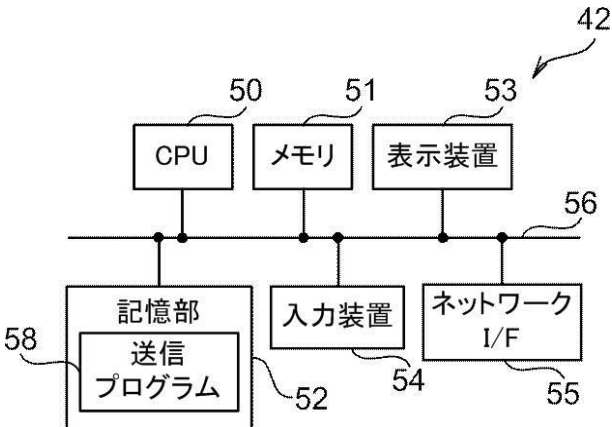 42
50
51
53
CPU
メモリ
表示装置
56
記憶部
入力装置
ネットワーク
I/F
58
送信
プログラム
52
54
55